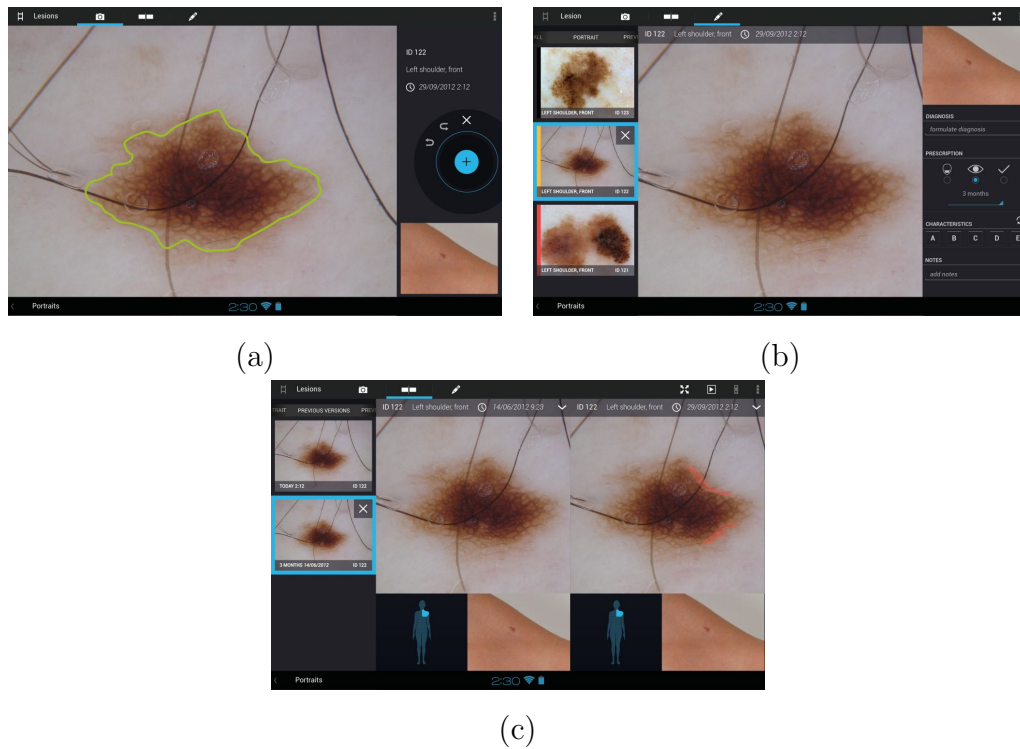 Lesions
ID 122
Left shoulder, front
29/09/2012 2:12
Portraits
2:30
(a)
Lesion
ALL PORTRAIT PREV
ID 122 Left shoulder, front 29/09/2012 2:12
LEFT SHOULDER, FRONT ID 123
LEFT SHOULDER, FRONT ID 122
LEFT SHOULDER, FRONT ID 121
DIAGNOSIS
formulate diagnosis
PRESCRIPTION
3 months
CHARACTERISTICS
A B C D E
NOTES
add notes
Portraits
2:30
(b)
Lesions
TRAIT PREVIOUS VERSIONS PREV
ID 122 Left shoulder, front 14/06/2012 9:23
ID 122 Left shoulder, front 29/09/2012 2:12
TODAY 2:12 ID 122
3 MONTHS 14/06/2012 ID 122
Portraits
2:30
(c)